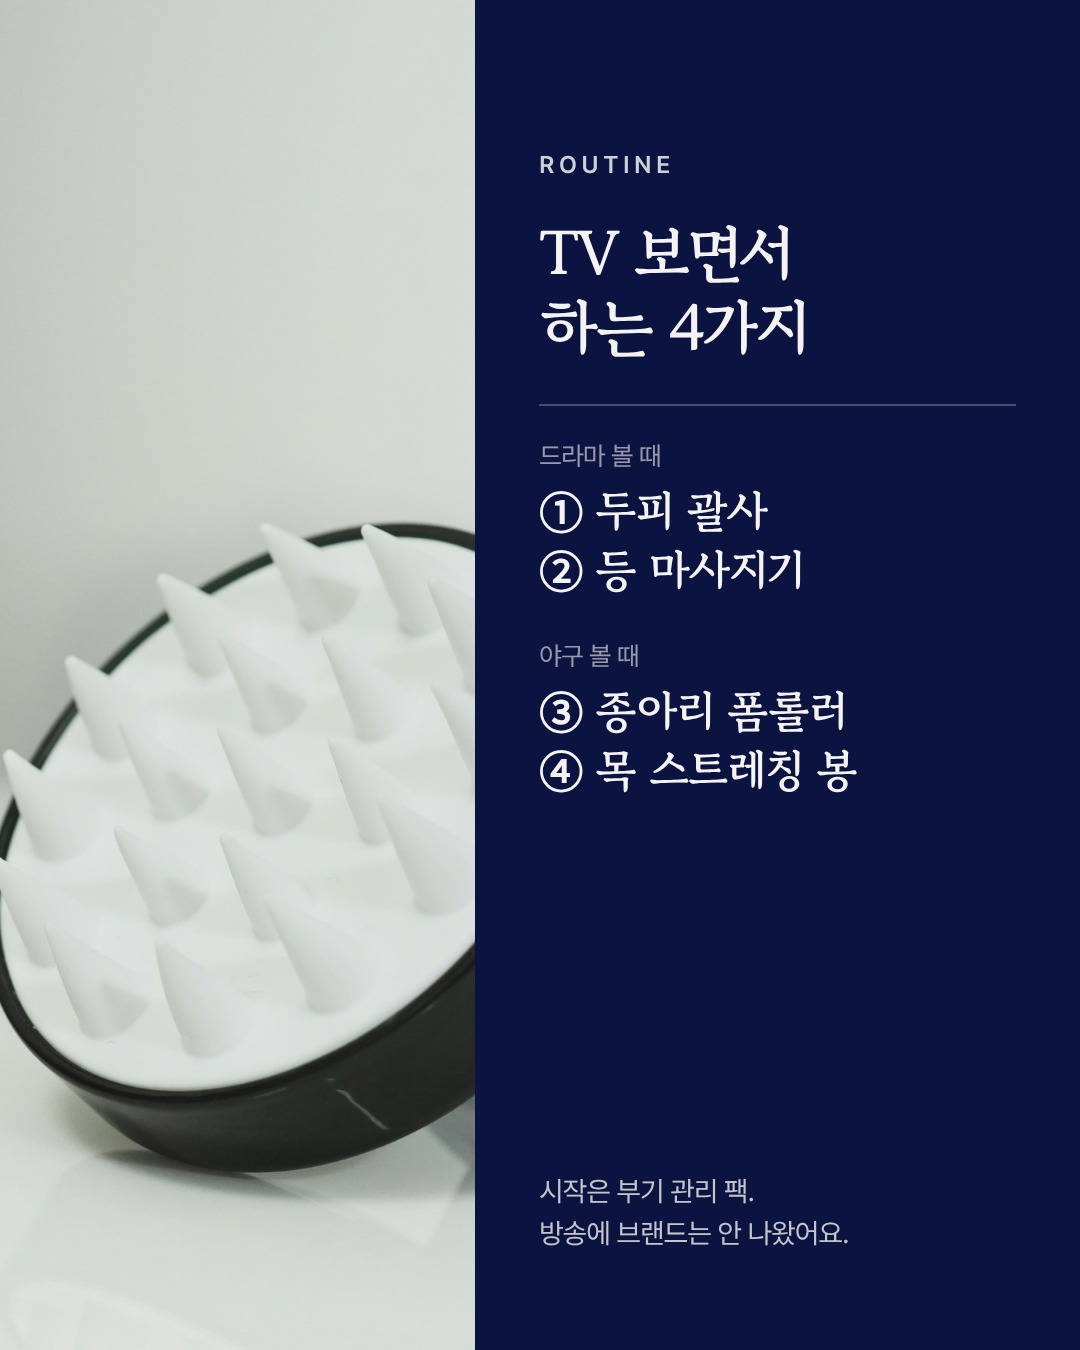 ROUTINE
TV 보면서
하는 4가지
드라마 볼 때
① 두피 괄사
② 등 마사지기
야구 볼 때
③ 종아리 폼롤러
④ 목 스트레칭 봉
시작은 부기 관리 팩.
방송에 브랜드는 안 나왔어요.